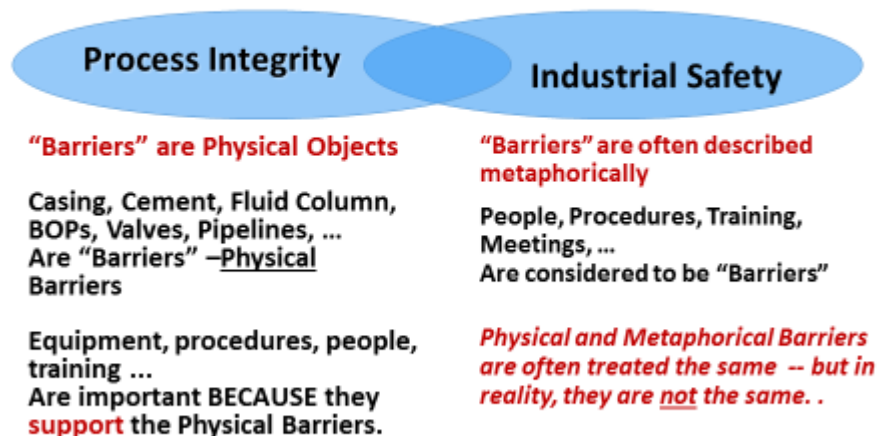 Process Integrity
Industrial Safety
“Barriers” are Physical Objects
Casing, Cement, Fluid Column,
BOPs, Valves, Pipelines, ...
Are “Barriers” –Physical
Barriers
Equipment, procedures, people,
training ...
Are important BECAUSE they
support the Physical Barriers.
“Barriers” are often described
metaphorically
People, Procedures, Training,
Meetings, ...
Are considered to be “Barriers”
Physical and Metaphorical Barriers
are often treated the same -- but in
reality, they are not the same. .